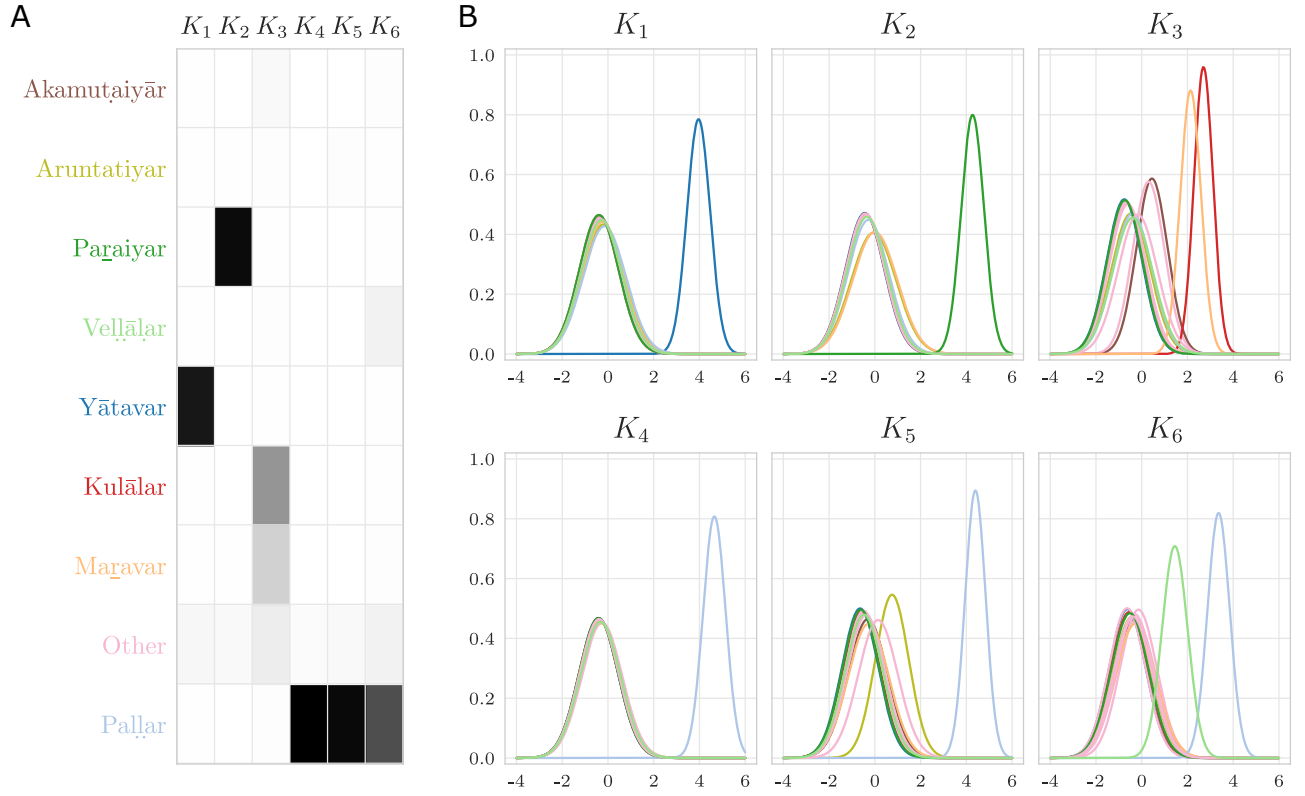 A
K₁ K₂ K₃ K₄ K₅ K₆
Akamuṭaiyār
Aruntatiyar
Paṟaiyar
Veḷḷāḷar
Yātavar
Kulālar
Maṟavar
Other
Paḷḷar
B
K₁ K₂ K₃
1.0
0.8
0.6
0.4
0.2
0.0
-4 -2 0 2 4 6 -4 -2 0 2 4 6 -4 -2 0 2 4 6
K₄ K₅ K₆
1.0
0.8
0.6
0.4
0.2
0.0
-4 -2 0 2 4 6 -4 -2 0 2 4 6 -4 -2 0 2 4 6